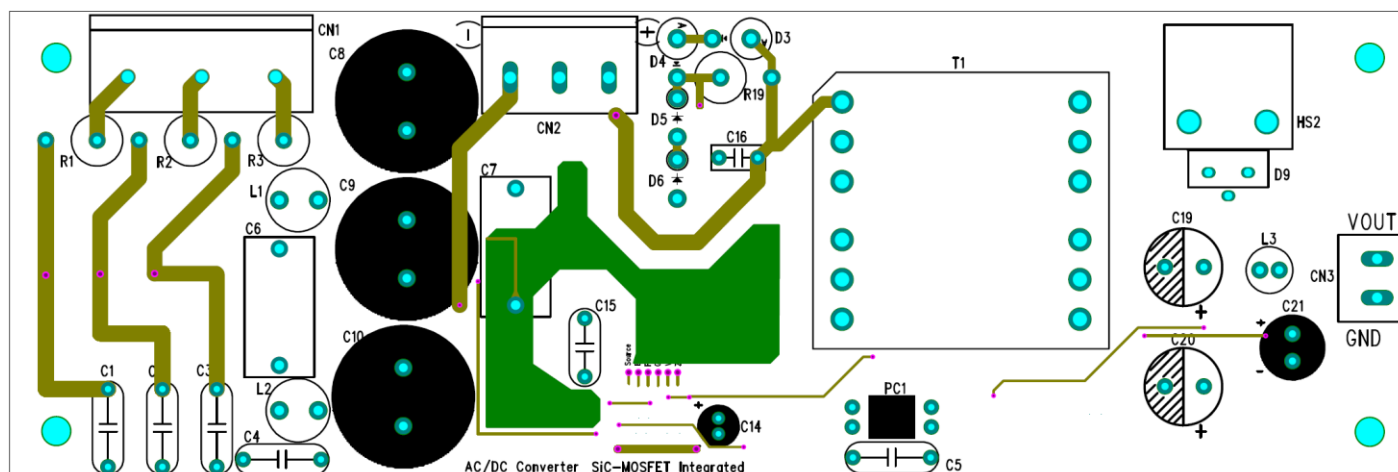 CN1
C8
D3
D4
T1
R19
CN2
D5
C16
HS2
R1
R2
R3
C7
D6
D9
L1
C9
C19
VOUT
C6
L3
CN3
C15
C21
C10
GND
C20
Source
C1
C3
PC1
L2
C14
C4
C5
AC/DC Converter SiC-MOSFET Integrated